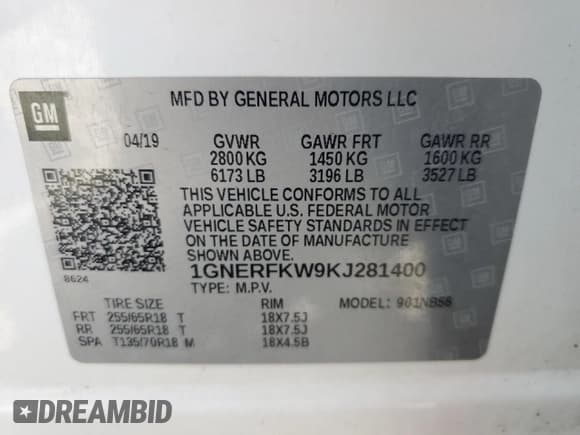 GM
MFD BY GENERAL MOTORS LLC
04/19 GVWR GAWR FRT GAWR RR
2800 KG 1450 KG 1600 KG
6173 LB 3196 LB 3527 LB
THIS VEHICLE CONFORMS TO ALL
APPLICABLE U.S. FEDERAL MOTOR
VEHICLE SAFETY STANDARDS IN EFFECT
ON THE DATE OF MANUFACTURE
SHOWN ABOVE.
8624
1GNERFKW9KJ281400
TYPE: M.P.V. MODEL:
TIRE SIZE RIM
FRT 255/65R18 T 18X7.5J
RR 255/65R18 T 18X7.5J
SPA T135/70R18 M 18X4.5B
DREAMBID